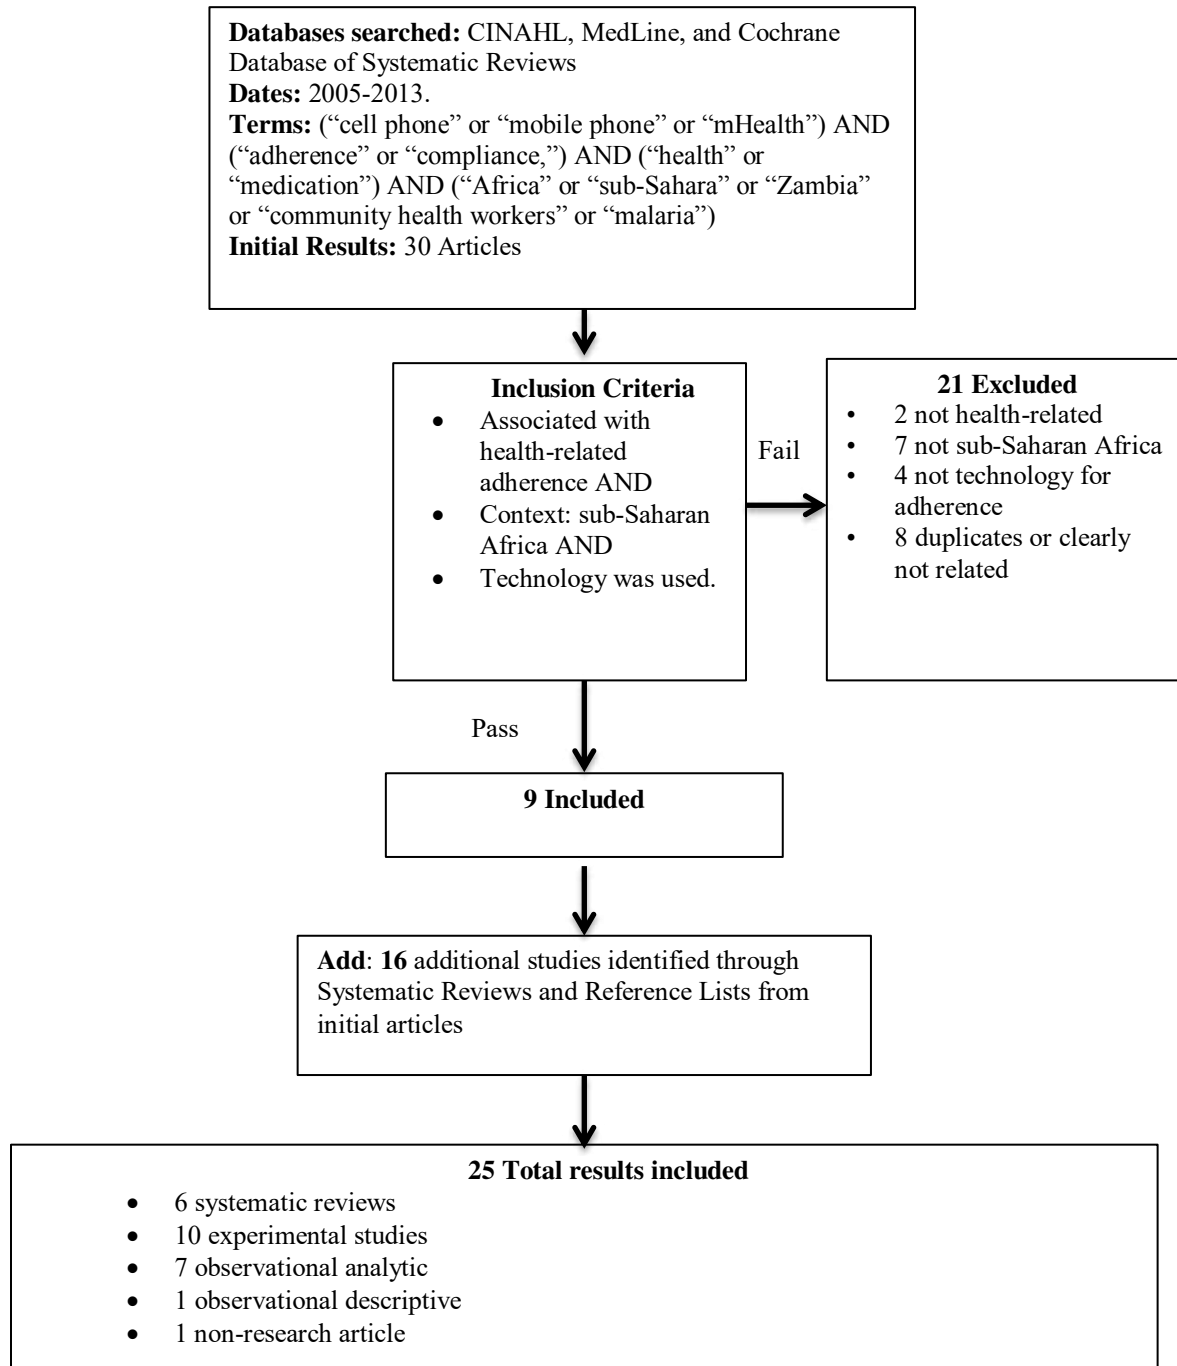 Databases searched: CINAHL, MedLine, and Cochrane
Database of Systematic Reviews
Dates: 2005-2013.
Terms: (“cell phone” or “mobile phone” or “mHealth”) AND
(“adherence” or “compliance,”) AND (“health” or
“medication”) AND (“Africa” or “sub-Sahara” or “Zambia”
or “community health workers” or “malaria”)
Initial Results: 30 Articles
Inclusion Criteria
• Associated with
health-related
adherence AND
• Context: sub-Saharan
Africa AND
• Technology was used.
Fail
21 Excluded
• 2 not health-related
• 7 not sub-Saharan Africa
• 4 not technology for
adherence
• 8 duplicates or clearly
not related
Pass
9 Included
Add: 16 additional studies identified through
Systematic Reviews and Reference Lists from
initial articles
25 Total results included
• 6 systematic reviews
• 10 experimental studies
• 7 observational analytic
• 1 observational descriptive
• 1 non-research article